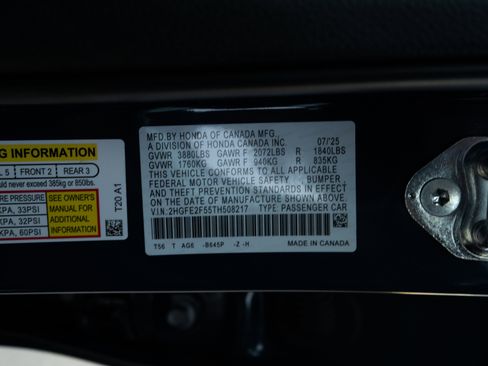 G INFORMATION
L 5 FRONT 2 REAR 3
uld never exceed 385kg or 850lbs.
RE PRESSURE
KPA, 33PSI
KPA, 32PSI
KPA, 60PSI
SEE OWNER'S
MANUAL FOR
ADDITIONAL
INFORMATION
T20 A1
MFD.BY HONDA OF CANADA MFG.,
A DIVISION OF HONDA CANADA INC. 07/'25
GVWR 3880LBS GAWR F 2072LBS R 1840LBS
GVWR 1760KG GAWR F 940KG R 835KG
THIS VEHICLE CONFORMS TO ALL APPLICABLE
FEDERAL MOTOR VEHICLE SAFETY , BUMPER ,
AND THEFT PREVENTION STANDARDS IN EFFECT
ON THE DATE OF MANUFACTURE SHOWN ABOVE.
V.I.N:2HGFE2F55TH508217 TYPE:PASSENGER CAR
T56 T AG6 -B645P -Z -H
MADE IN CANADA